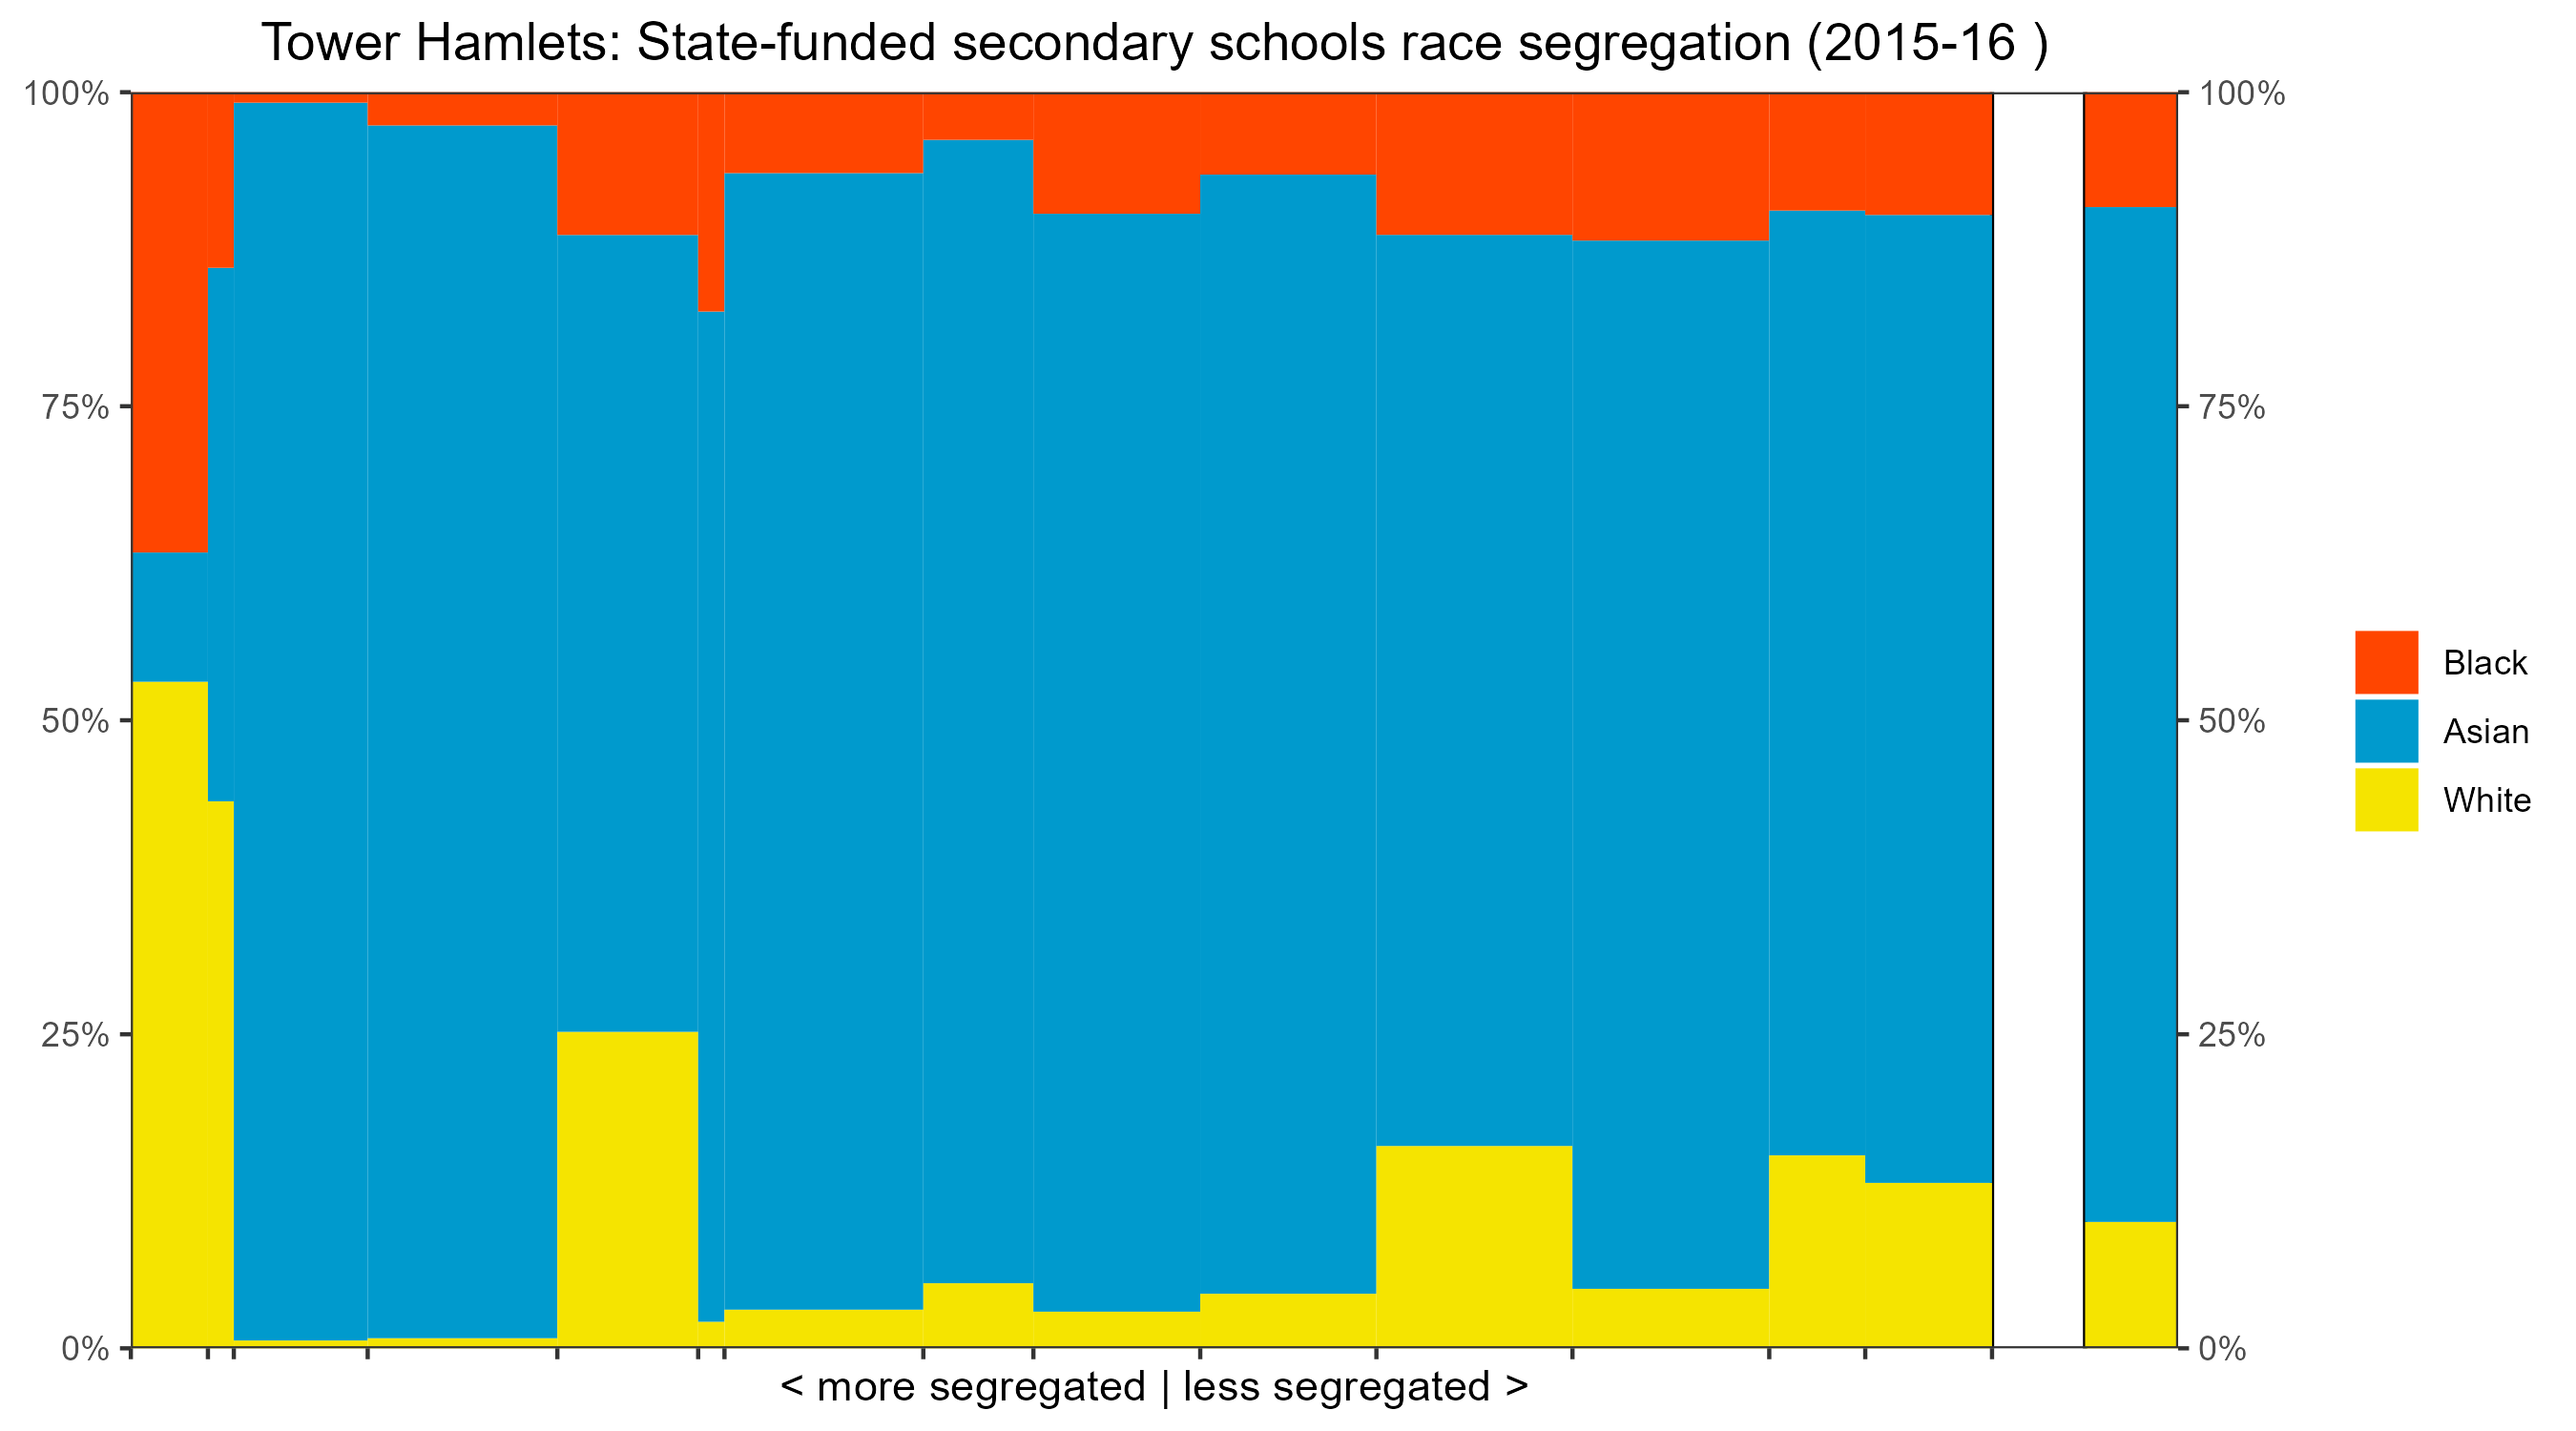 Tower Hamlets: State-funded secondary schools race segregation (2015-16 )
100%
75%
50%
25%
0%
100%
75%
50%
25%
0%
Black
Asian
White
< more segregated | less segregated >